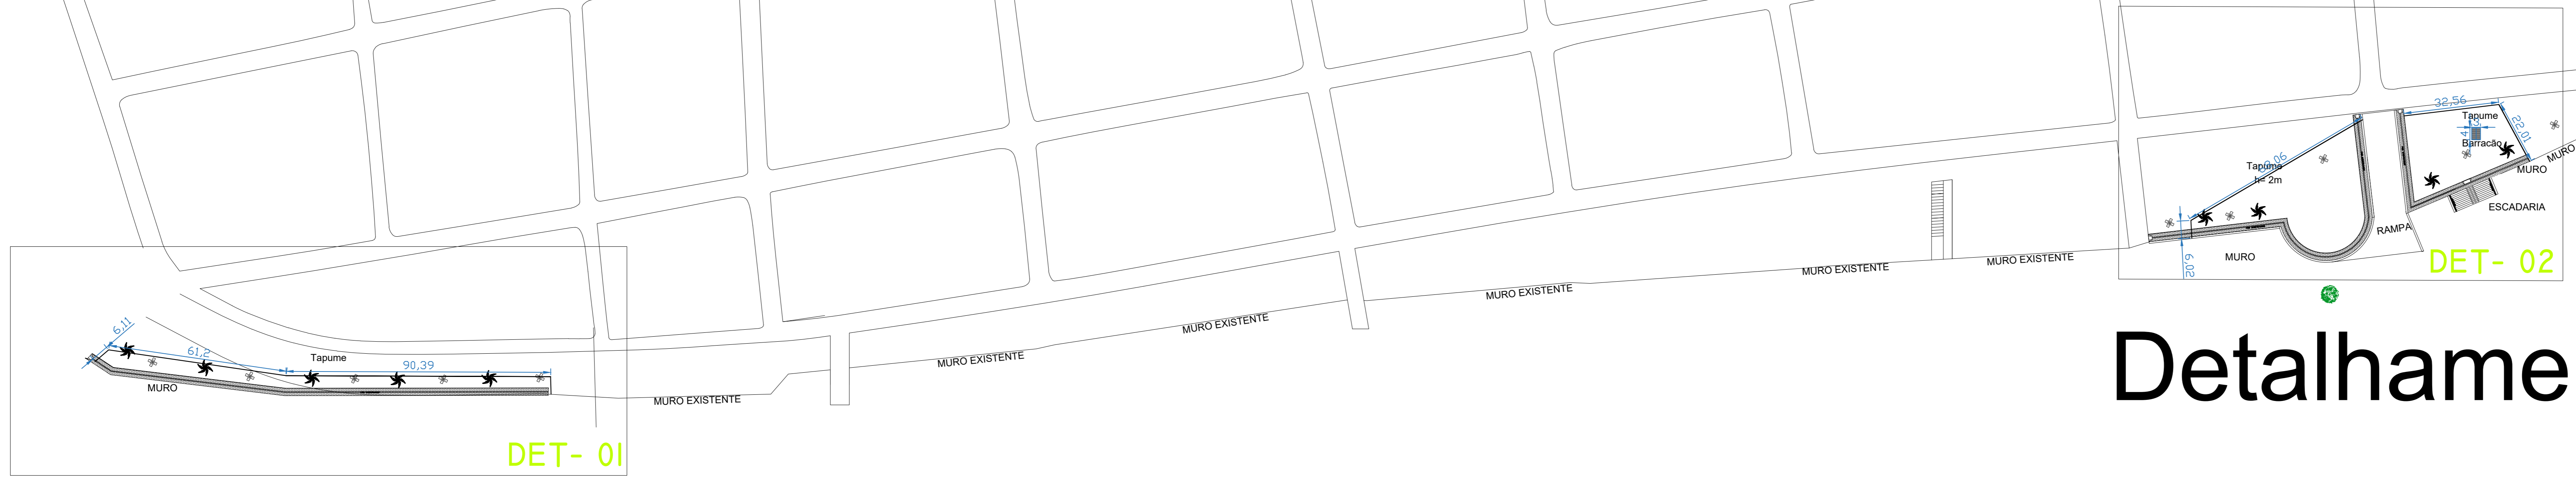 6,11
61,2
Tapume
90,39
MURO
DET- 01
MURO EXISTENTE
MURO EXISTENTE
MURO EXISTENTE
MURO EXISTENTE
MURO EXISTENTE
MURO EXISTENTE
32,56
Tapume
22,01
Barracão
MURO
MURO
Tapume
h= 2m
ESCADARIA
RAMPA
MURO
6,02
DET- 02
Detalhame